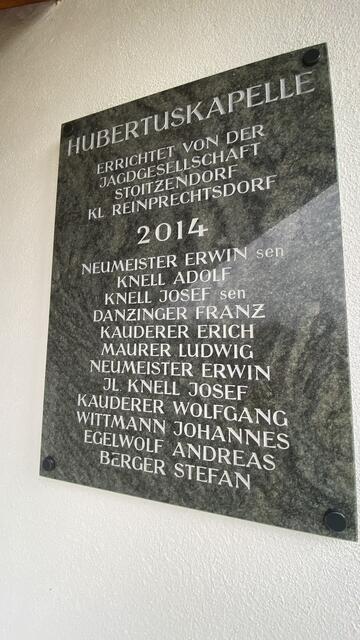 HUBERTUSKAPELLE
ERRICHTET VON DER
JAGDGESELLSCHAFT
STOITZENDORF
KL REINPRECHTSDORF
2014
NEUMEISTER ERWIN sen
KNELL ADOLF
KNELL JOSEF sen
DANZINGER FRANZ
KAUDERER ERICH
MAURER LUDWIG
NEUMEISTER ERWIN
JL KNELL JOSEF
KAUDERER WOLFGANG
WITTMANN JOHANNES
EGELWOLF ANDREAS
BERGER STEFAN